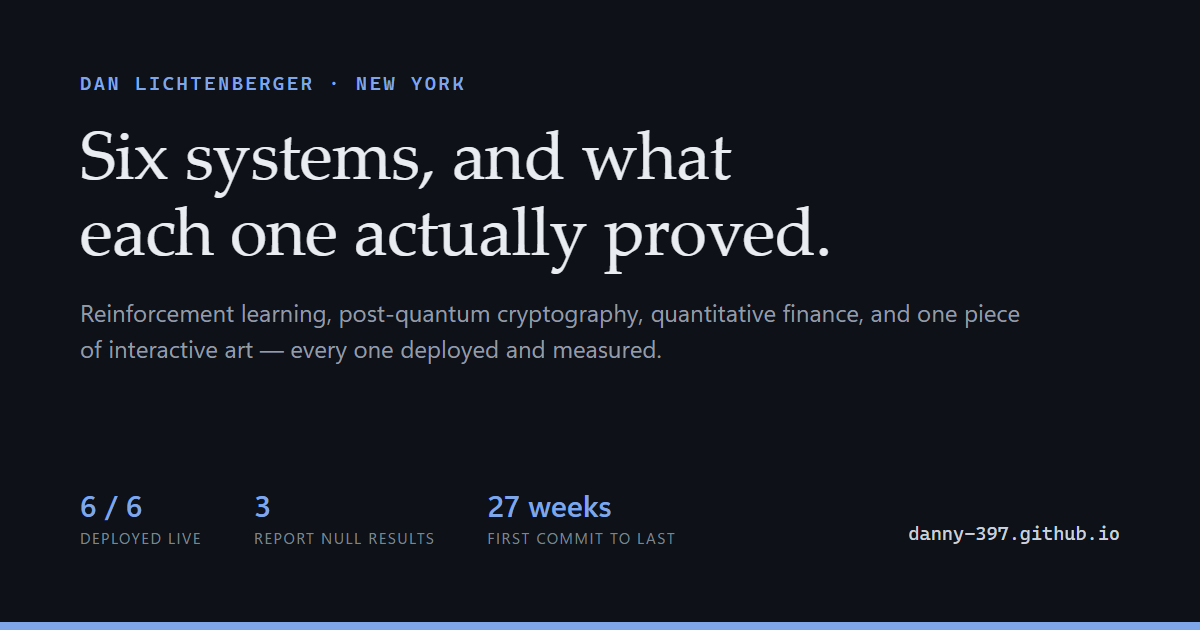 DAN LICHTENBERGER · NEW YORK
Six systems, and what
each one actually proved.
Reinforcement learning, post-quantum cryptography, quantitative finance, and one piece
of interactive art — every one deployed and measured.
6 / 6
DEPLOYED LIVE
3
REPORT NULL RESULTS
27 weeks
FIRST COMMIT TO LAST
danny-397.github.io